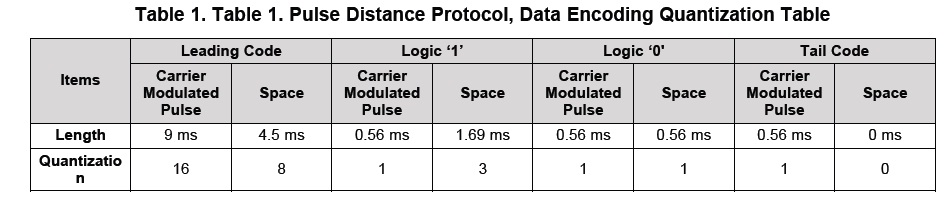 Table 1. Table 1. Pulse Distance Protocol, Data Encoding Quantization Table
Items Leading Code Logic ‘1’ Logic ‘0' Tail Code
Carrier Modulated Pulse Space Carrier Modulated Pulse Space Carrier Modulated Pulse Space Carrier Modulated Pulse Space
Length 9 ms 4.5 ms 0.56 ms 1.69 ms 0.56 ms 0.56 ms 0.56 ms 0 ms
Quantizatio
n 16 8 1 3 1 1 1 0